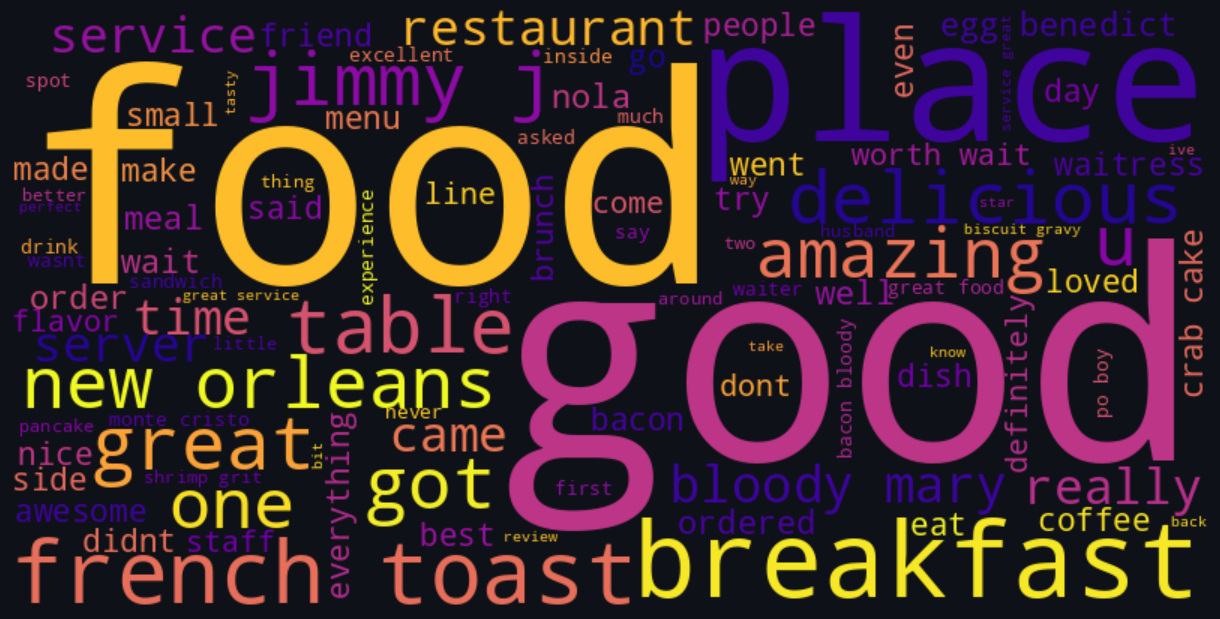 service
friend
restaurant
people
egg benedict
excellent
inside
go
even
service great
place
spot
tasty
jimmy j
nola
day
food
small
menu
much
asked
made
make
went
worth wait
waitress
ive
way
better
perfect
thing
said
line
come
say
brunch
try
delicious
star
meal
experience
drink
wasnt
wait
two
husband
biscuit gravy
u
amazing
crab cake
sandwich
order
great service
right
around
waiter
well
great food
loved
flavor
time
table
good
server
little
take
bacon bloody
know
dish
definitely
po boy
new orleans
dont
never
pancake
monte cristo
great
bit
came
bacon
nice
side
shrimp grit
everything
got
first
bloody mary
really
awesome
one
ordered
eat
coffee
back
didnt
staff
best
review
french toast
breakfast